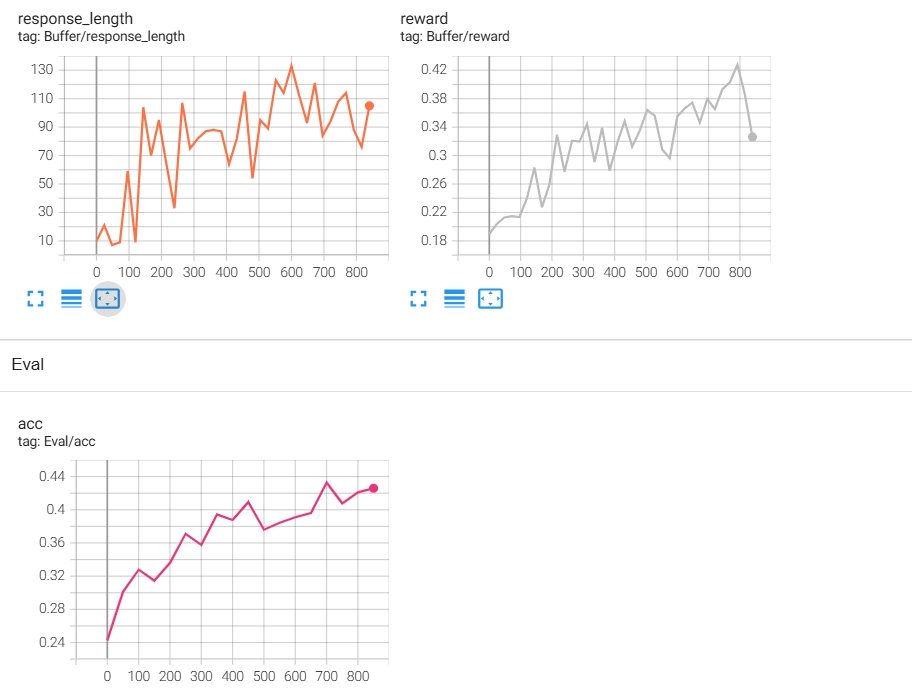 response_length
tag: Buffer/response_length
130
110
90
70
50
30
10
0 100 200 300 400 500 600 700 800
reward
tag: Buffer/reward
0.42
0.38
0.34
0.3
0.26
0.22
0.18
0 100 200 300 400 500 600 700 800
Eval
acc
tag: Eval/acc
0.44
0.4
0.36
0.32
0.28
0.24
0 100 200 300 400 500 600 700 800